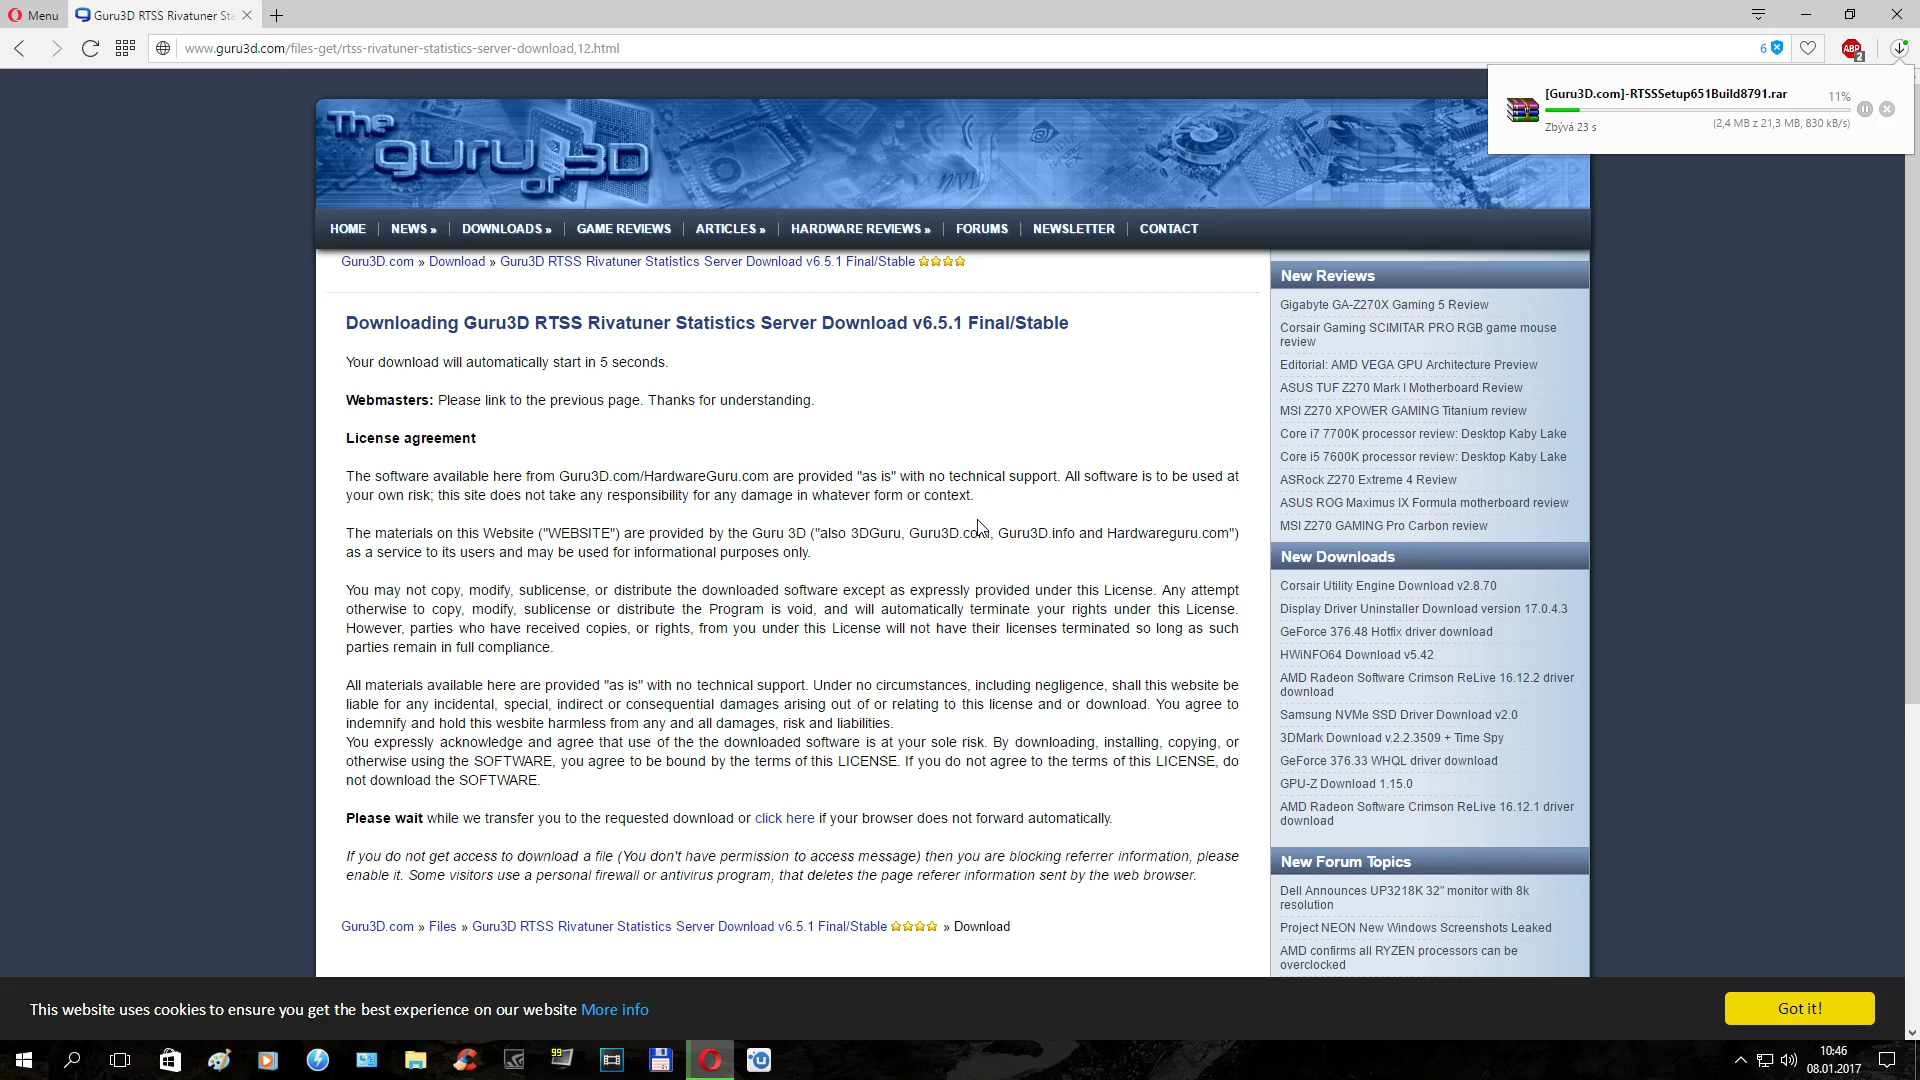 Menu
Guru3D RTSS Rivatuner Sta
www.guru3d.com/files-get/rtss-rivatuner-statistics-server-download,12.html
6
ABP
2
[Guru3D.com]-RTSSSetup651Build8791.rar
11%
Zbývá 23 s
(2,4 MB z 21,3 MB, 830 kB/s)
The
guru 3D
of
HOME
NEWS »
DOWNLOADS »
GAME REVIEWS
ARTICLES »
HARDWARE REVIEWS »
FORUMS
NEWSLETTER
CONTACT
Guru3D.com » Download » Guru3D RTSS Rivatuner Statistics Server Download v6.5.1 Final/Stable
Downloading Guru3D RTSS Rivatuner Statistics Server Download v6.5.1 Final/Stable
Your download will automatically start in 5 seconds.
Webmasters: Please link to the previous page. Thanks for understanding.
License agreement
The software available here from Guru3D.com/HardwareGuru.com are provided "as is" with no technical support. All software is to be used at
your own risk; this site does not take any responsibility for any damage in whatever form or context.
The materials on this Website ("WEBSITE") are provided by the Guru 3D ("also 3DGuru, Guru3D.com, Guru3D.info and Hardwareguru.com")
as a service to its users and may be used for informational purposes only.
You may not copy, modify, sublicense, or distribute the downloaded software except as expressly provided under this License. Any attempt
otherwise to copy, modify, sublicense or distribute the Program is void, and will automatically terminate your rights under this License.
However, parties who have received copies, or rights, from you under this License will not have their licenses terminated so long as such
parties remain in full compliance.
All materials available here are provided "as is" with no technical support. Under no circumstances, including negligence, shall this website be
liable for any incidental, special, indirect or consequential damages arising out of or relating to this license and or download. You agree to
indemnify and hold this wesbite harmless from any and all damages, risk and liabilities.
You expressly acknowledge and agree that use of the the downloaded software is at your sole risk. By downloading, installing, copying, or
otherwise using the SOFTWARE, you agree to be bound by the terms of this LICENSE. If you do not agree to the terms of this LICENSE, do
not download the SOFTWARE.
Please wait while we transfer you to the requested download or click here if your browser does not forward automatically.
If you do not get access to download a file (You don't have permission to access message) then you are blocking referrer information, please
enable it. Some visitors use a personal firewall or antivirus program, that deletes the page referer information sent by the web browser.
Guru3D.com » Files » Guru3D RTSS Rivatuner Statistics Server Download v6.5.1 Final/Stable » Download
New Reviews
Gigabyte GA-Z270X Gaming 5 Review
Corsair Gaming SCIMITAR PRO RGB game mouse
review
Editorial: AMD VEGA GPU Architecture Preview
ASUS TUF Z270 Mark I Motherboard Review
MSI Z270 XPOWER GAMING Titanium review
Core i7 7700K processor review: Desktop Kaby Lake
Core i5 7600K processor review: Desktop Kaby Lake
ASRock Z270 Extreme 4 Review
ASUS ROG Maximus IX Formula motherboard review
MSI Z270 GAMING Pro Carbon review
New Downloads
Corsair Utility Engine Download v2.8.70
Display Driver Uninstaller Download version 17.0.4.3
GeForce 376.48 Hotfix driver download
HWiNFO64 Download v5.42
AMD Radeon Software Crimson ReLive 16.12.2 driver
download
Samsung NVMe SSD Driver Download v2.0
3DMark Download v.2.2.3509 + Time Spy
GeForce 376.33 WHQL driver download
GPU-Z Download 1.15.0
AMD Radeon Software Crimson ReLive 16.12.1 driver
download
New Forum Topics
Dell Announces UP3218K 32" monitor with 8k
resolution
Project NEON New Windows Screenshots Leaked
AMD confirms all RYZEN processors can be
overclocked
This website uses cookies to ensure you get the best experience on our website More info
Got it!
99
10:46
08.01.2017